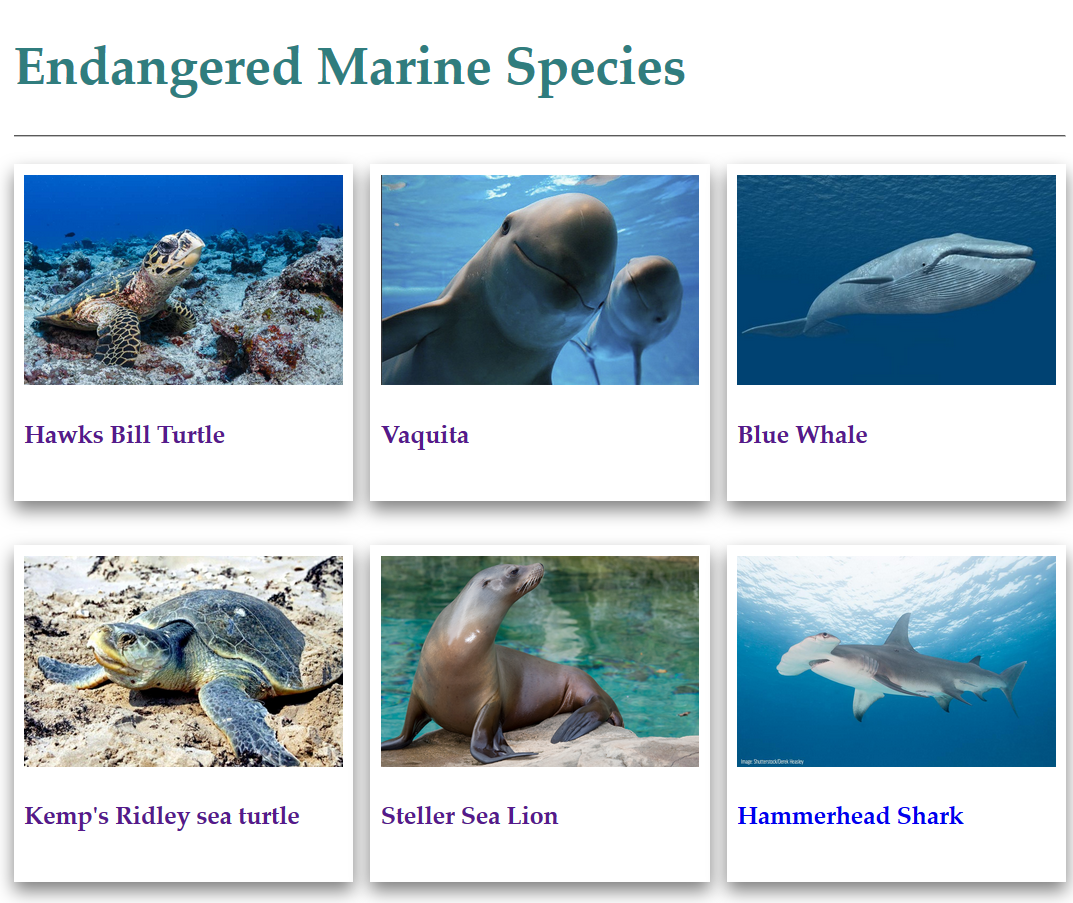 Endangered Marine Species
Hawks Bill Turtle
Vaquita
Blue Whale
Image: Shutterstock/Derek Heasley
Kemp's Ridley sea turtle
Steller Sea Lion
Hammerhead Shark